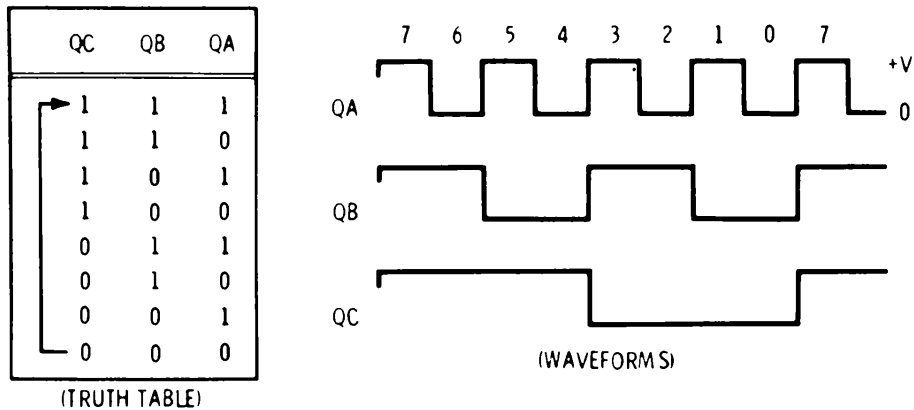 QC QB QA
1 1 1
1 1 0
1 0 1
1 0 0
0 1 1
0 1 0
0 0 1
0 0 0
(TRUTH TABLE)
7 6 5 4 3 2 1 0 7
+V
QA
0
QB
QC
(WAVEFORMS)